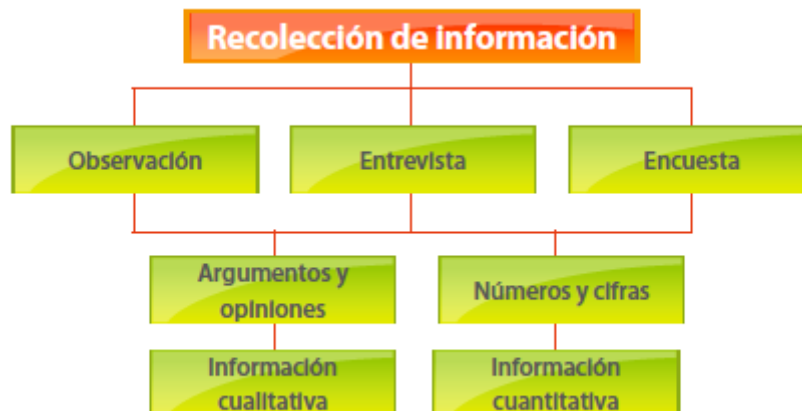 Recolección de información
Observación
Entrevista
Encuesta
Argumentos y
opiniones
Números y cifras
Información
cualitativa
Información
cuantitativa